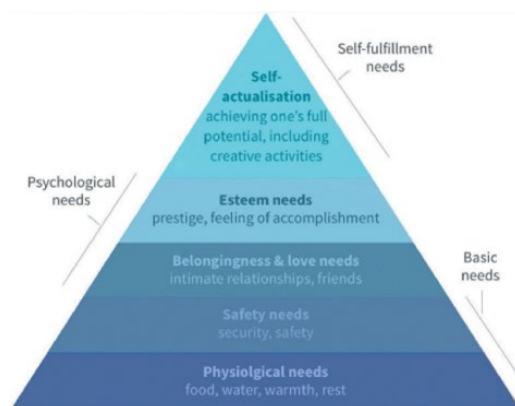 Self-fulfillment
needs
Self-
actualisation
achieving one's full
potential, including
creative activities
Psychological
needs
Esteem needs
prestige, feeling of accomplishment
Belongingness & love needs
intimate relationships, friends
Basic
needs
Safety needs
security, safety
Physiolgical needs
food, water, warmth, rest